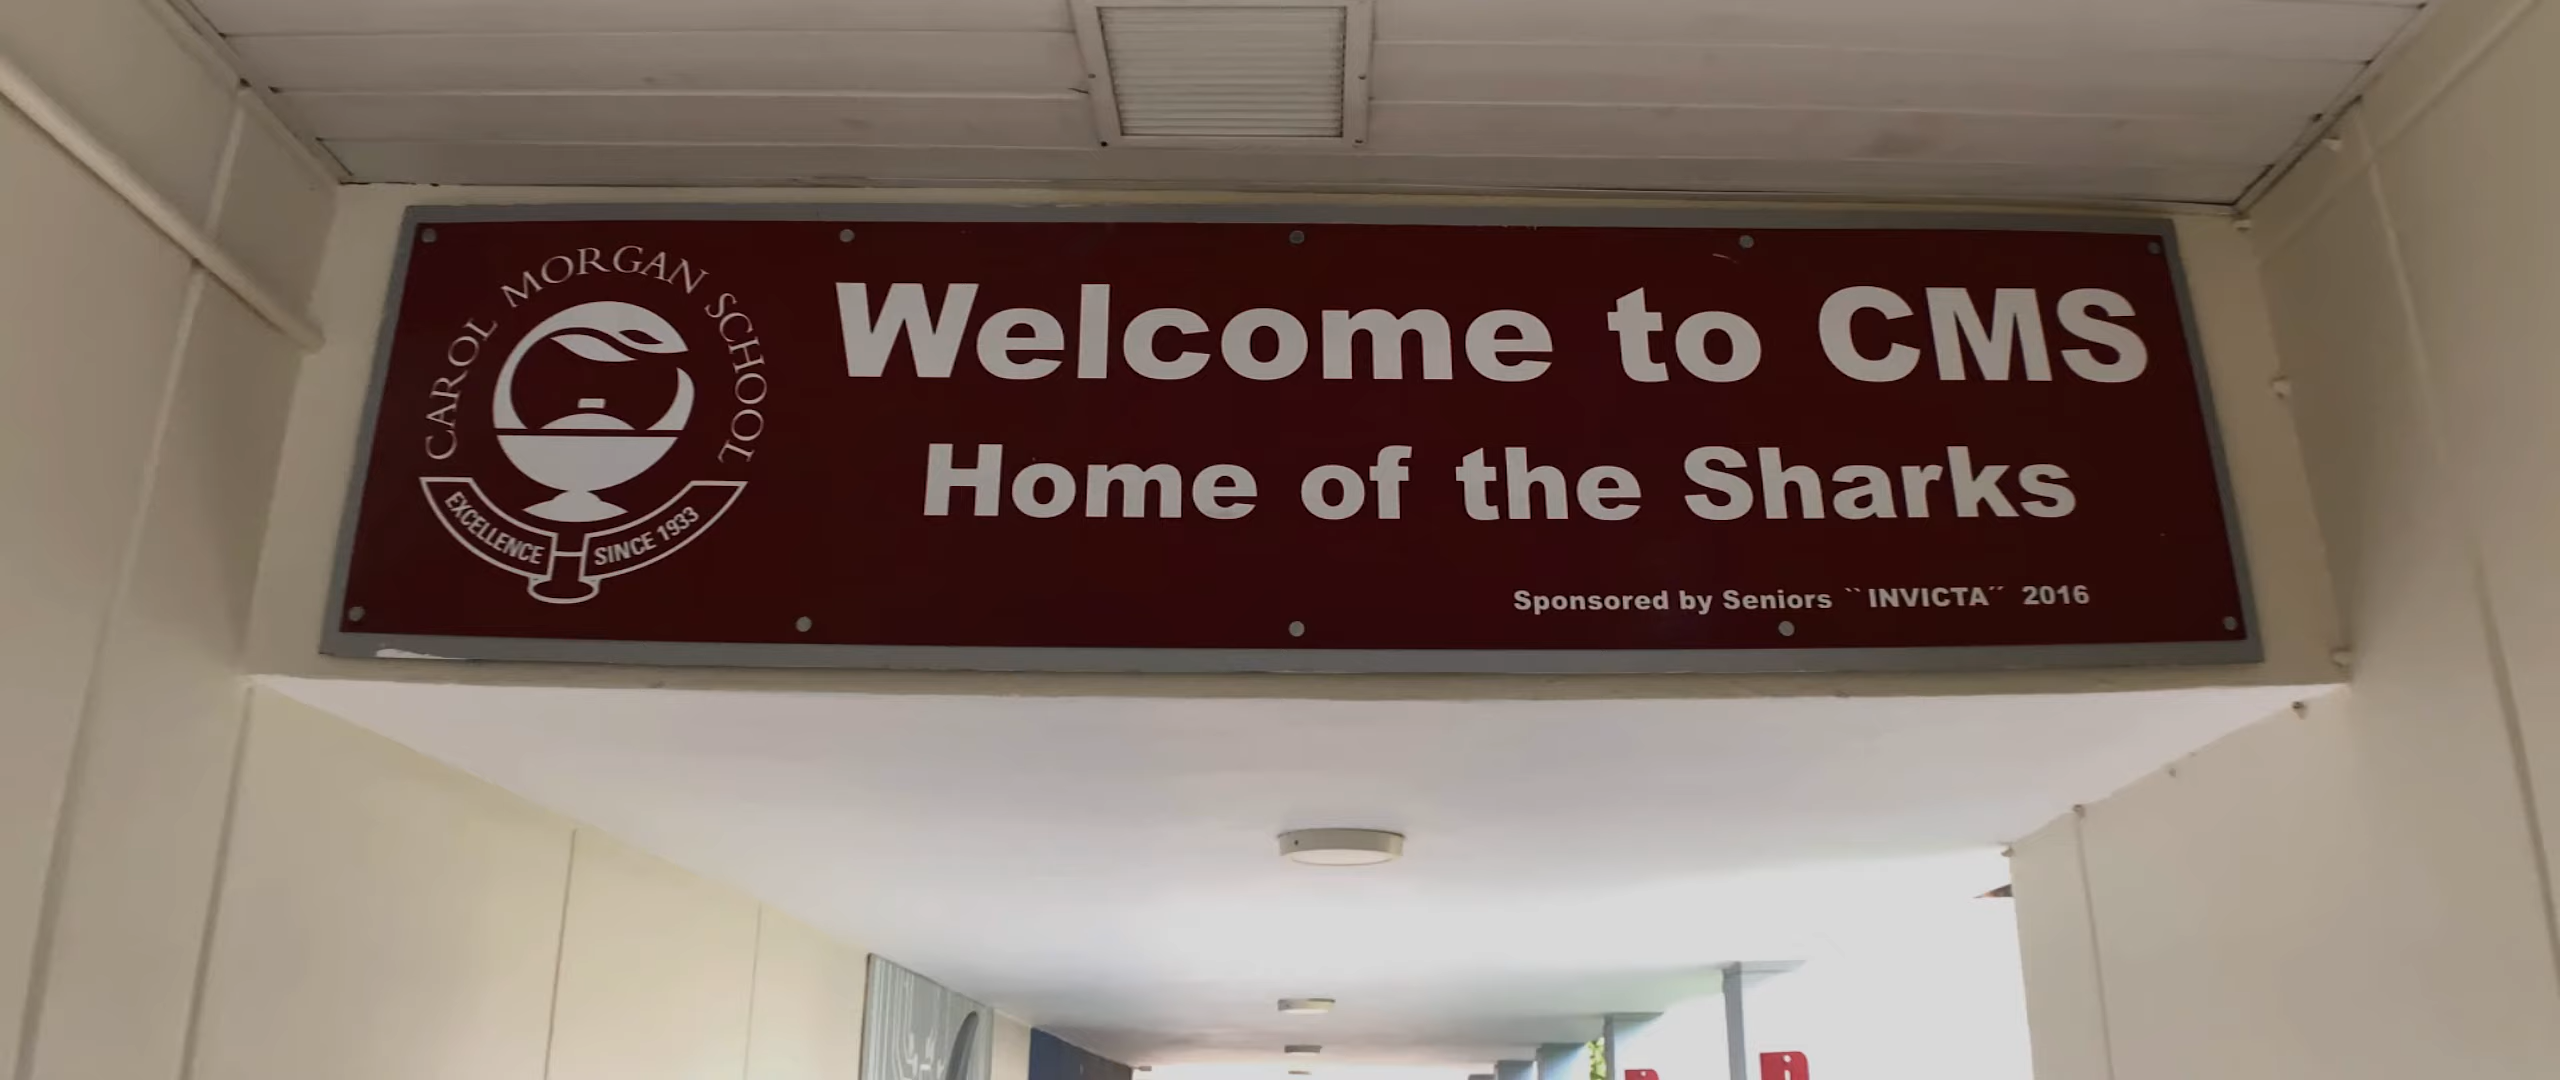 CAROL MORGAN SCHOOL
EXCELLENCE SINCE 1933
Welcome to CMS
Home of the Sharks
Sponsored by Seniors ``INVICTA´´ 2016